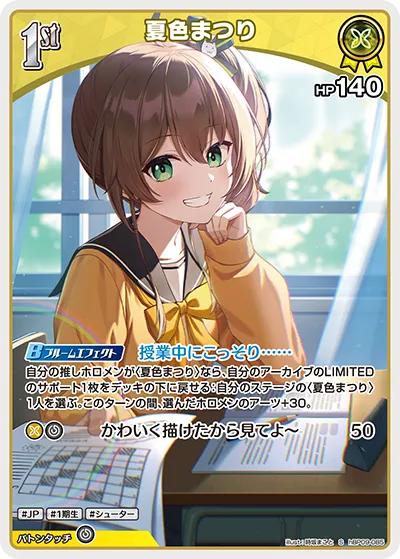 1st
夏色まつり
HP140
Bブルームエフェクト 授業中にこっそり……
自分の推しホロメンが〈夏色まつり〉なら、自分のアーカイブのLIMITED
のサポート1枚をデッキの下に戻せる：自分のステージの〈夏色まつり〉
1人を選ぶ。このターンの間、選んだホロメンのアーツ+30。
かわいく描けたから見てよ～ 50
#JP #1期生 #シューター
バトンタッチ
hBP09-085